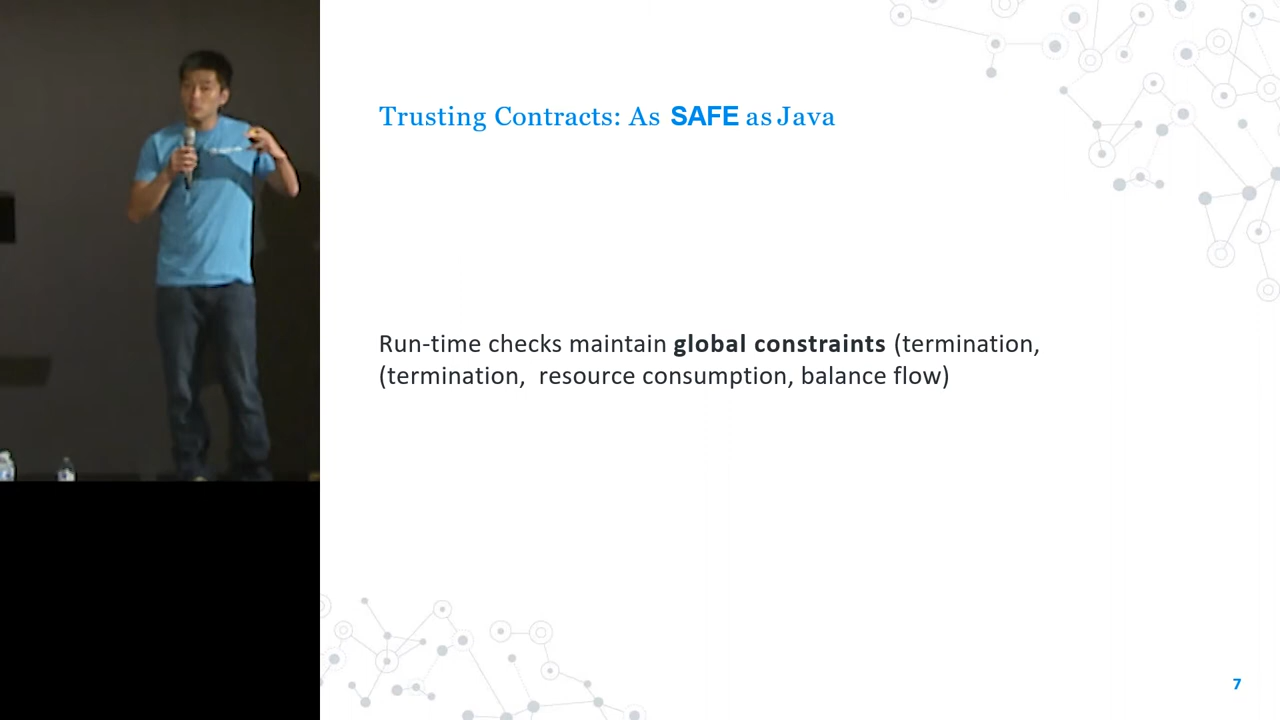 Trusting Contracts: As SAFE as Java
Run-time checks maintain global constraints (termination,
(termination, resource consumption, balance flow)
7